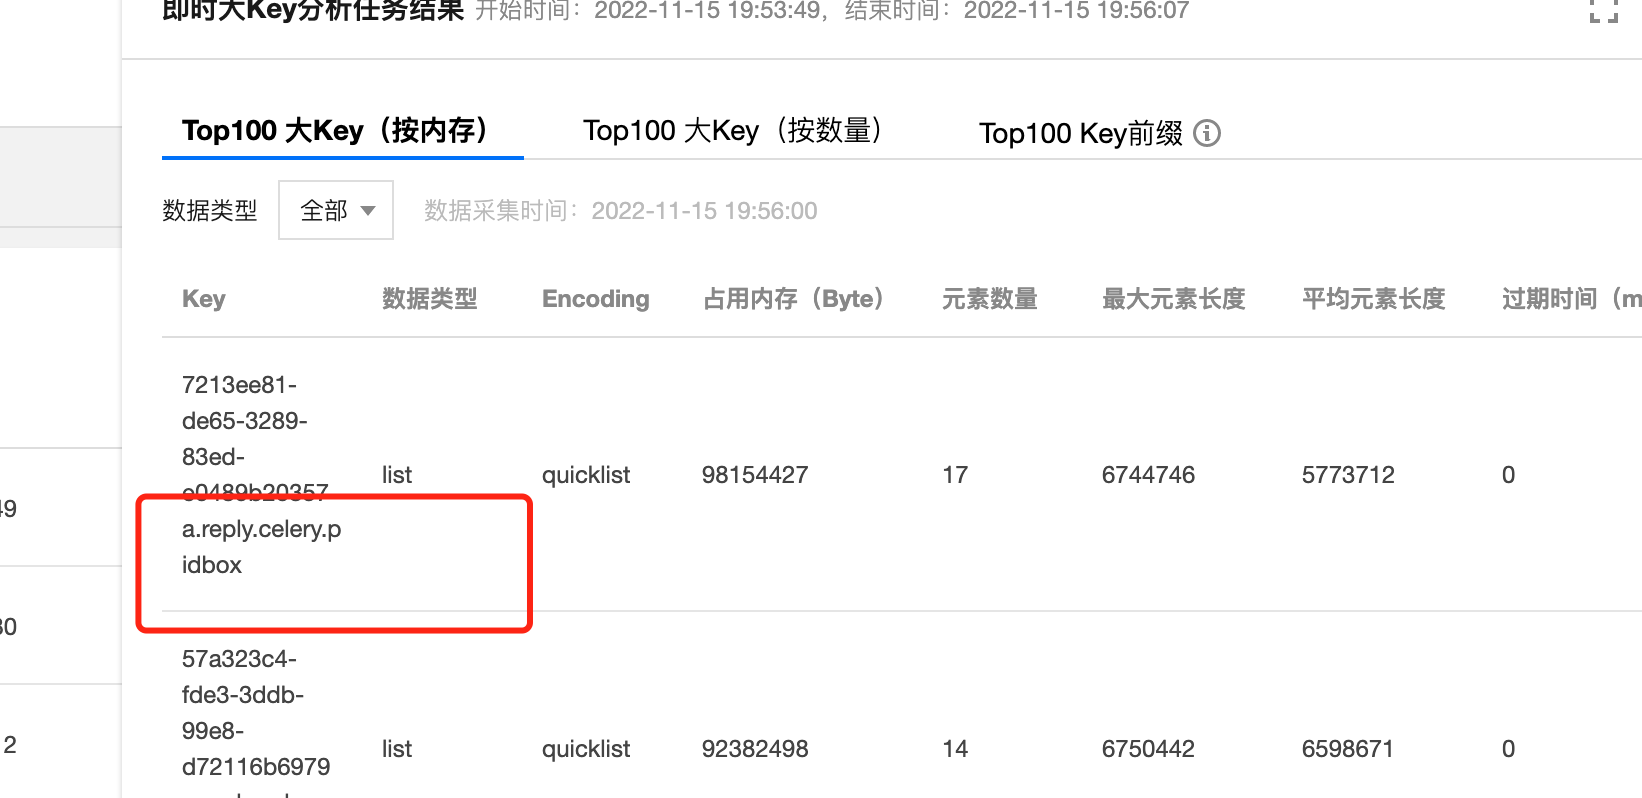 即时大Key分析任务结果 开始时间：2022-11-15 19:53:49，结束时间：2022-11-15 19:56:07
Top100 大Key（按内存） Top100 大Key（按数量） Top100 Key前缀
数据类型 全部 数据采集时间：2022-11-15 19:56:00
Key 数据类型 Encoding 占用内存（Byte） 元素数量 最大元素长度 平均元素长度 过期时间（m
7213ee81-
de65-3289-
83ed-
e0489b20357
a.reply.celery.p
idbox
list quicklist 98154427 17 6744746 5773712 0
57a323c4-
fde3-3ddb-
99e8-
d72116b6979
list quicklist 92382498 14 6750442 6598671 0
49
30
2